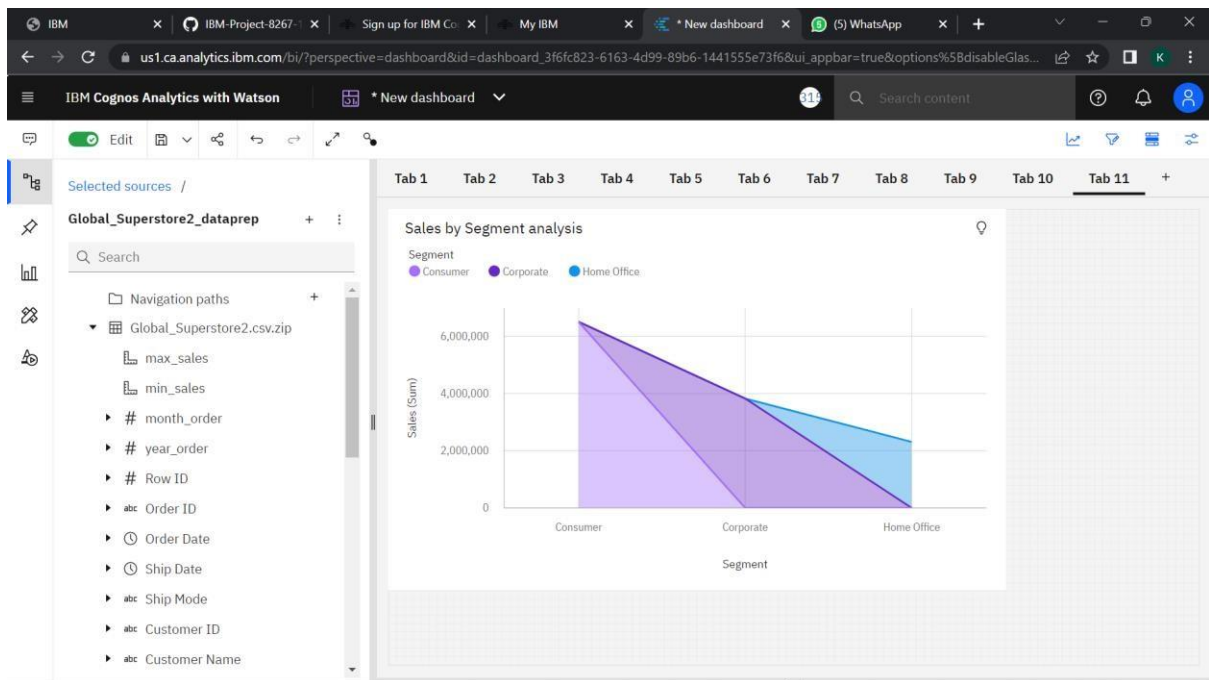 IBM
IBM-Project-8267-1
Sign up for IBM Co
My IBM
* New dashboard
(5) WhatsApp
us1.ca.analytics.ibm.com/bi/?perspective=dashboard&id=dashboard_3f6fc823-6163-4d99-89b6-1441555e73f6&ui_appbar=true&options%5BdisableGlas...
K
IBM Cognos Analytics with Watson
* New dashboard
315
Search content
Edit
Selected sources /
Tab 1 Tab 2 Tab 3 Tab 4 Tab 5 Tab 6 Tab 7 Tab 8 Tab 9 Tab 10 Tab 11
Global_Superstore2_dataprep
Search
Navigation paths
Global_Superstore2.csv.zip
max_sales
min_sales
# month_order
# year_order
# Row ID
abc Order ID
Order Date
Ship Date
abc Ship Mode
abc Customer ID
abc Customer Name
Sales by Segment analysis
Segment
Consumer Corporate Home Office
Sales (Sum)
6,000,000
4,000,000
2,000,000
0
Consumer Corporate Home Office
Segment